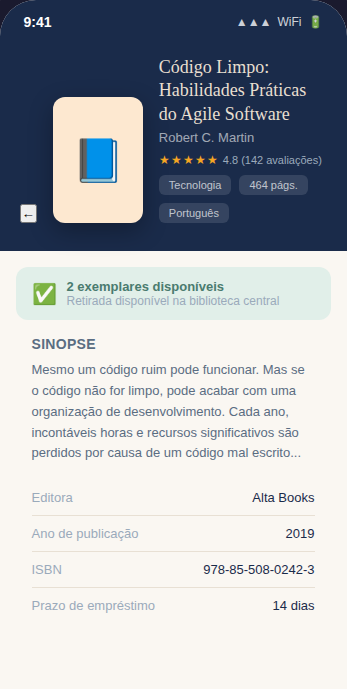 9:41
▲▲▲ WiFi 🔋
Código Limpo:
Habilidades Práticas
do Agile Software
Robert C. Martin
★★★★★ 4.8 (142 avaliações)
Tecnologia
464 págs.
Português
←
2 exemplares disponíveis
Retirada disponível na biblioteca central
SINOPSE
Mesmo um código ruim pode funcionar. Mas se
o código não for limpo, pode acabar com uma
organização de desenvolvimento. Cada ano,
incontáveis horas e recursos significativos são
perdidos por causa de um código mal escrito...
Editora Alta Books
Ano de publicação 2019
ISBN 978-85-508-0242-3
Prazo de empréstimo 14 dias